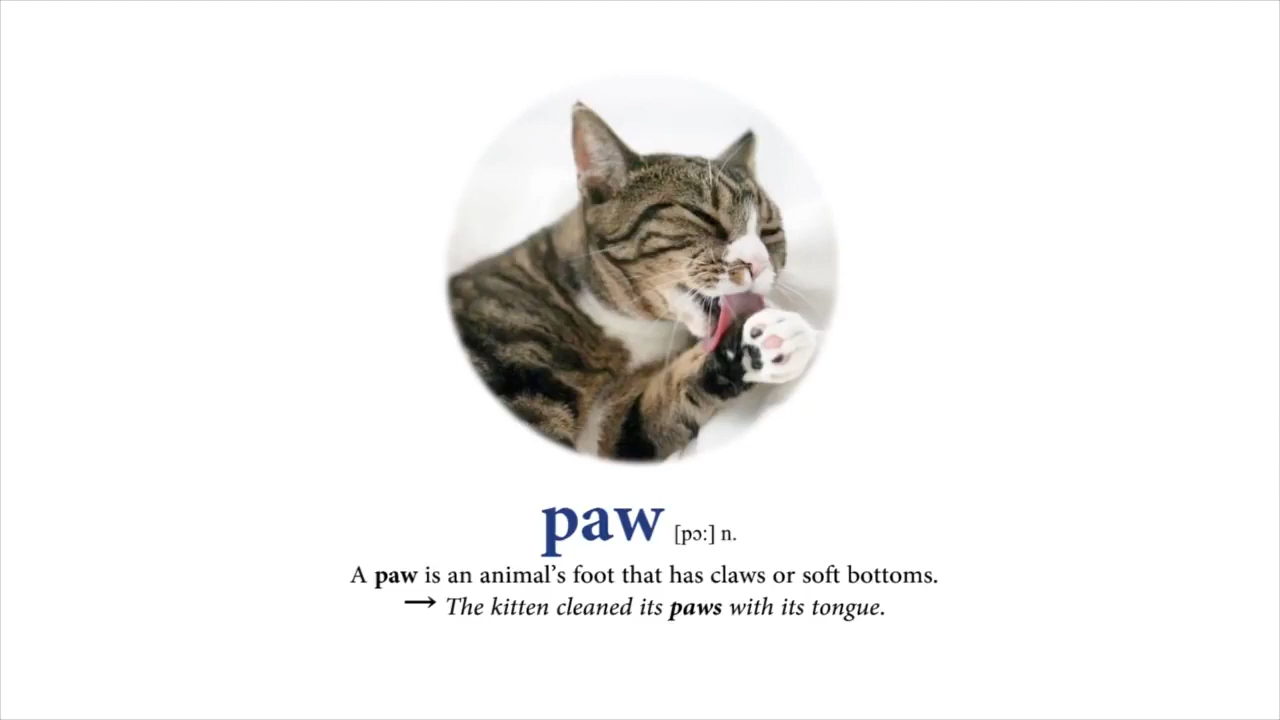 paw [pɔ:] n.
A paw is an animal's foot that has claws or soft bottoms.
→ The kitten cleaned its paws with its tongue.